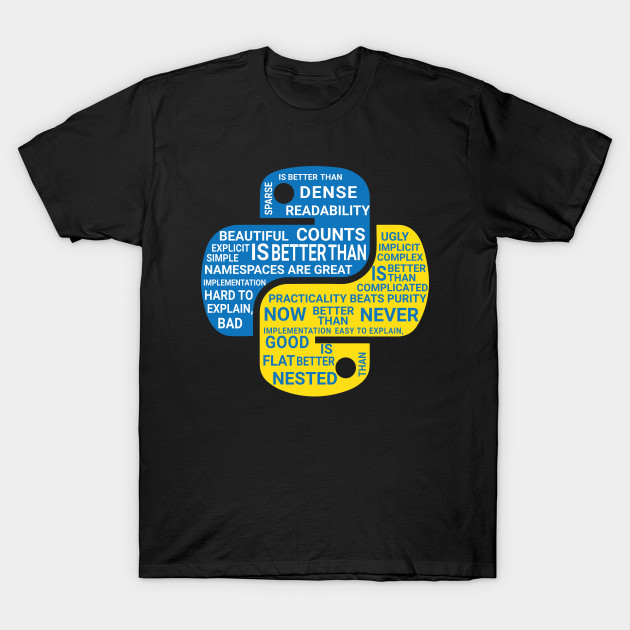 SPARSE
IS BETTER THAN
DENSE
READABILITY
BEAUTIFUL COUNTS
EXPLICIT
SIMPLE
IS BETTER THAN
NAMESPACES ARE GREAT
IMPLEMENTATION
HARD TO
EXPLAIN,
BAD
UGLY
IMPLICIT
COMPLEX
IS BETTER
THAN
COMPLICATED
PRACTICALITY BEATS PURITY
NOW BETTER
THAN NEVER
IMPLEMENTATION EASY TO EXPLAIN,
GOOD IS
FLAT BETTER
THAN
NESTED